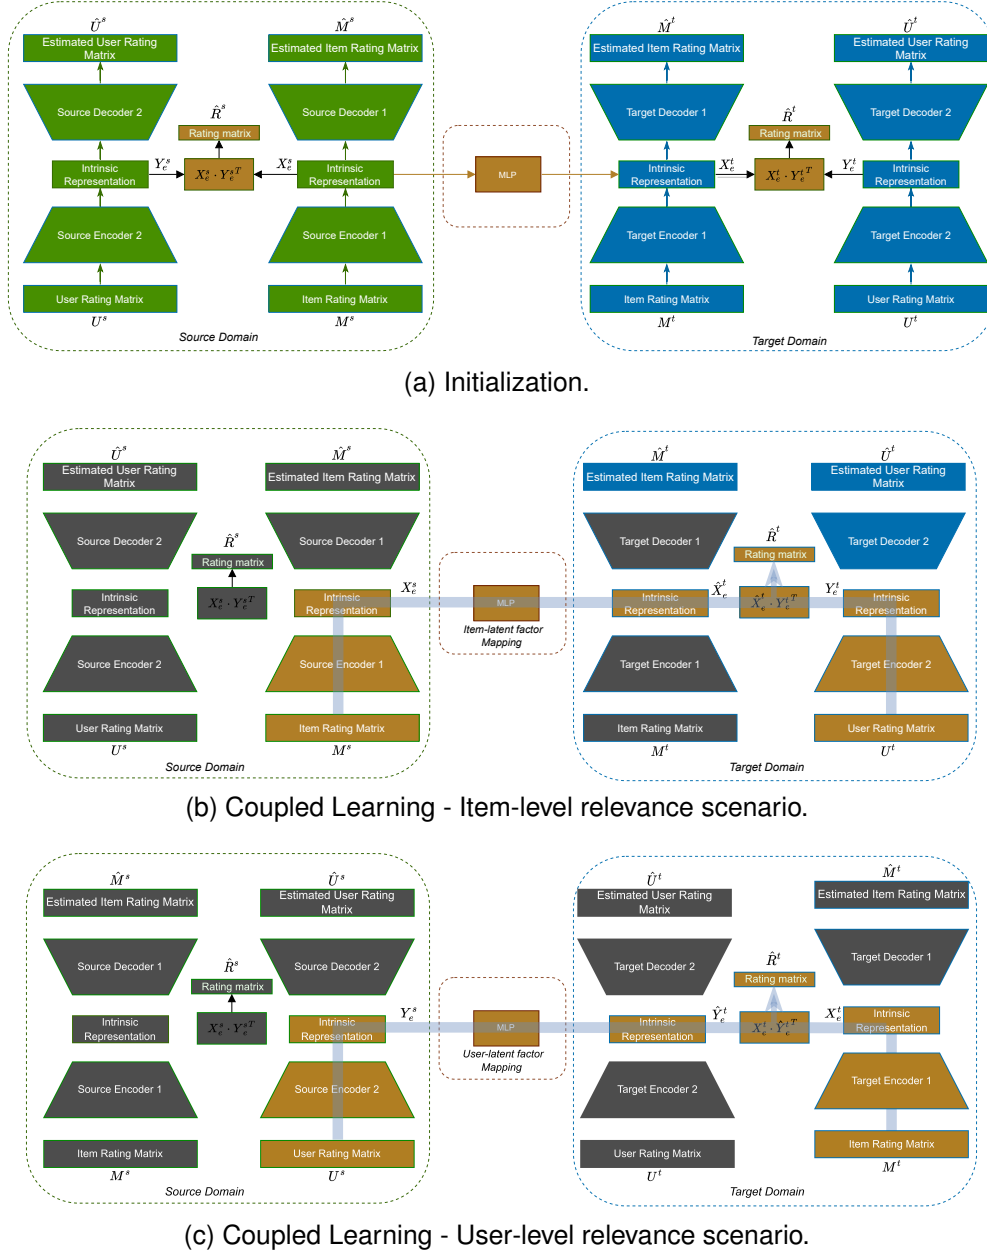 Û^s
Estimated User Rating
Matrix
M̂^s
Estimated Item Rating Matrix
Source Decoder 2
Source Decoder 1
R̂^s
Rating matrix
Intrinsic
Representation
Y_e^s
X_e^s · Y_e^{sT}
X_e^s
Intrinsic
Representation
Source Encoder 2
Source Encoder 1
User Rating Matrix
Item Rating Matrix
U^s
M^s
Source Domain
MLP
M̂^t
Estimated Item Rating Matrix
Û^t
Estimated User Rating
Matrix
Target Decoder 1
Target Decoder 2
R̂^t
Rating matrix
Intrinsic
Representation
X_e^t
X_e^t · Y_e^{tT}
Y_e^t
Intrinsic
Representation
Target Encoder 1
Target Encoder 2
Item Rating Matrix
User Rating Matrix
M^t
U^t
Target Domain
(a) Initialization.
Û^s
Estimated User Rating
Matrix
M̂^s
Estimated Item Rating Matrix
Source Decoder 2
Source Decoder 1
R̂^s
Rating matrix
Intrinsic
Representation
X_e^s · Y_e^{sT}
Intrinsic
Representation
X_e^s
Source Encoder 2
Source Encoder 1
User Rating Matrix
Item Rating Matrix
U^s
M^s
Source Domain
MLP
Item-latent factor
Mapping
M̂^t
Estimated Item Rating Matrix
Û^t
Estimated User Rating
Matrix
Target Decoder 1
Target Decoder 2
R̂^t
Rating matrix
Intrinsic
Representation
X̂_e^t
X̂_e^t · Y_e^{tT}
Y_e^t
Intrinsic
Representation
Target Encoder 1
Target Encoder 2
Item Rating Matrix
User Rating Matrix
M^t
U^t
Target Domain
(b) Coupled Learning - Item-level relevance scenario.
M̂^s
Estimated Item Rating Matrix
Û^s
Estimated User Rating
Matrix
Source Decoder 1
Source Decoder 2
R̂^s
Rating matrix
Intrinsic
Representation
X_e^s · Y_e^{sT}
Intrinsic
Representation
Y_e^s
Source Encoder 1
Source Encoder 2
Item Rating Matrix
User Rating Matrix
M^s
U^s
Source Domain
MLP
User-latent factor
Mapping
Û^t
Estimated User Rating
Matrix
M̂^t
Estimated Item Rating Matrix
Target Decoder 2
Target Decoder 1
R̂^t
Rating matrix
Intrinsic
Representation
Ŷ_e^t
X_e^t · Ŷ_e^{tT}
X_e^t
Intrinsic
Representation
Target Encoder 2
Target Encoder 1
User Rating Matrix
Item Rating Matrix
U^t
M^t
Target Domain
(c) Coupled Learning - User-level relevance scenario.